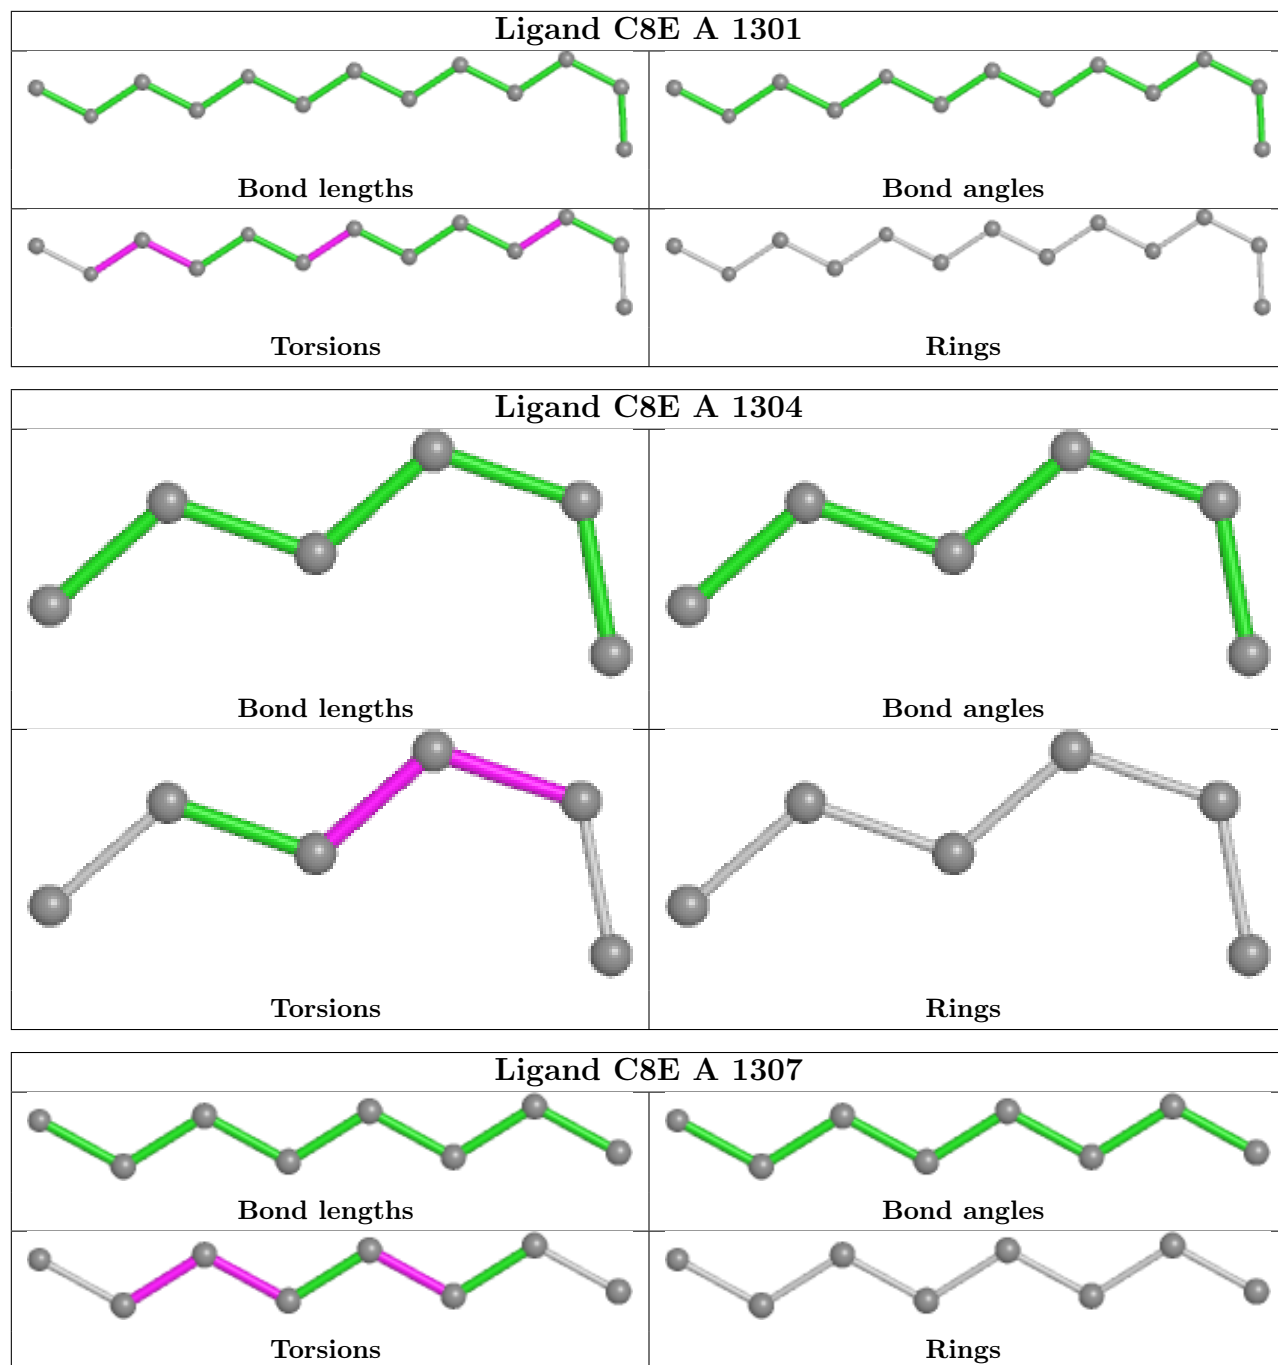 Ligand C8E A 1301
Bond lengths
Bond angles
Torsions
Rings
Ligand C8E A 1304
Bond lengths
Bond angles
Torsions
Rings
Ligand C8E A 1307
Bond lengths
Bond angles
Torsions
Rings